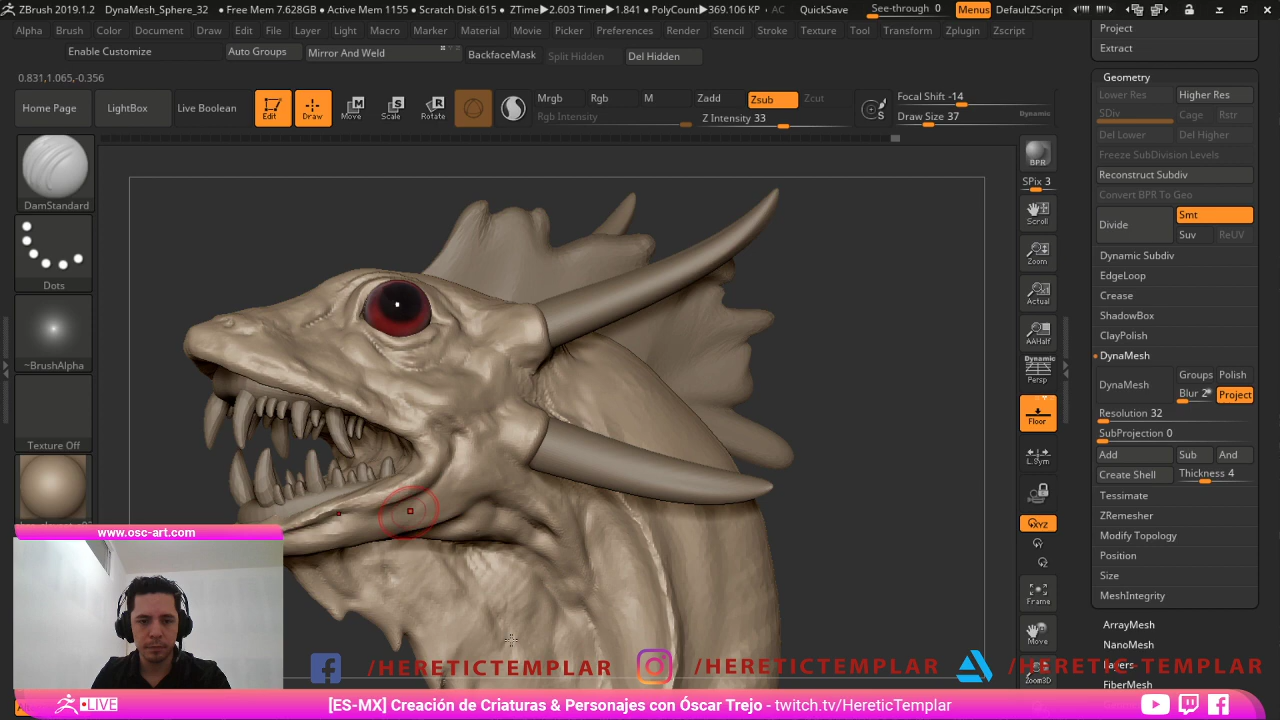 ZBrush 2019.1.2 DynaMesh_Sphere_32 • Free Memory 7.628GB • Active Memory 1155 • Scratch Disk 615 • ZTime▸2.603 Timer▸1.841 • PolyCount▸369.106 KP • AC QuickSave See-through 0 Menus DefaultZScript
Alpha Brush Color Document Draw Edit File Layer Light Macro Marker Material Movie Picker Preferences Render Stencil Stroke Texture Tool Transform Zplugin Zscript
Enable Customize Auto Groups Mirror And Weld BackfaceMask Split Hidden Del Hidden
0.831,1.065,-0.356
Home Page LightBox Live Boolean Edit Draw Move Scale Rotate
Mrgb Rgb M Zadd Zsub Zcut Focal Shift -14
Rgb Intensity Z Intensity 33 Draw Size 37 Dynamic
DamStandard
Dots
~BrushAlpha
Texture Off
BPR
SPix 3
Scroll
Zoom
Actual
AAHalf
Dynamic
Persp
Floor
L.Sym
XYZ
Frame
Move
Zoom3D
Project
Extract
Geometry
Lower Res Higher Res
SDiv Cage Rstr
Del Lower Del Higher
Freeze SubDivision Levels
Reconstruct Subdiv
Convert BPR To Geo
Divide Smt
Suv ReUV
Dynamic Subdiv
EdgeLoop
Crease
ShadowBox
ClayPolish
DynaMesh
DynaMesh Groups Polish
Blur 2 Project
Resolution 32
SubProjection 0
Add Sub And
Create Shell Thickness 4
Tessimate
ZRemesher
Modify Topology
Position
Size
MeshIntegrity
ArrayMesh
NanoMesh
Layers
FiberMesh
www.osc-art.com
/HERETICTEMPLAR /HERETICTEMPLAR /HERETIC-TEMPLAR
LIVE [ES-MX] Creación de Criaturas & Personajes con Óscar Trejo - twitch.tv/HereticTemplar